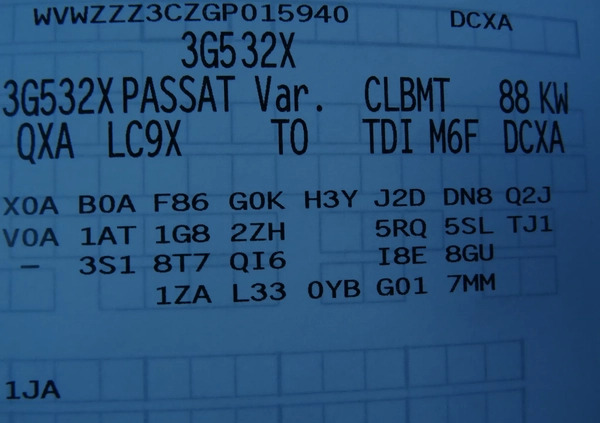 WVWZZZ3CZGP015940 DCXA
3G532X
3G532X PASSAT Var. CLBMT 88 KW
QXA LC9X TO TDI M6F DCXA
X0A B0A F86 G0K H3Y J2D DN8 Q2J
V0A 1AT 1G8 2ZH 5RQ 5SL TJ1
– 3S1 8T7 QI6 I8E 8GU
1ZA L33 0YB G01 7MM
1JA